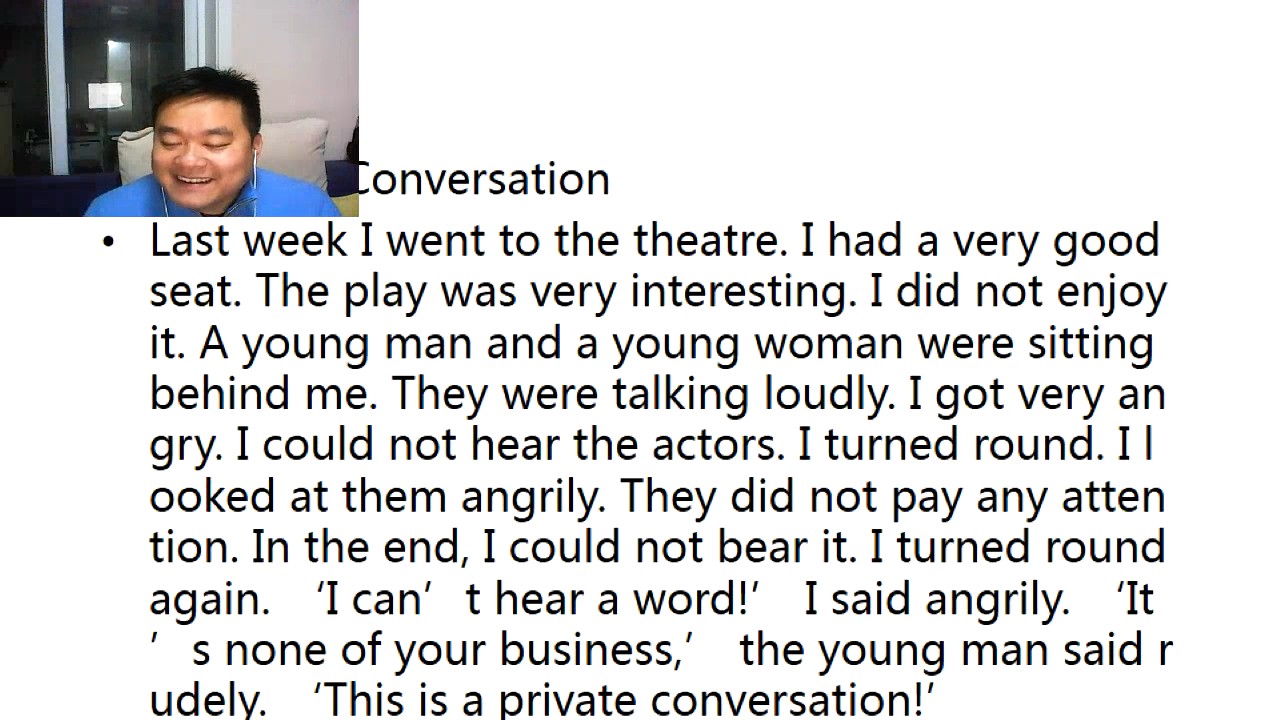 Conversation
• Last week I went to the theatre. I had a very good
seat. The play was very interesting. I did not enjoy
it. A young man and a young woman were sitting
behind me. They were talking loudly. I got very an
gry. I could not hear the actors. I turned round. I l
ooked at them angrily. They did not pay any atten
tion. In the end, I could not bear it. I turned round
again. ‘I can’ t hear a word!’ I said angrily. ‘It
’ s none of your business,’ the young man said r
udely. ‘This is a private conversation!’